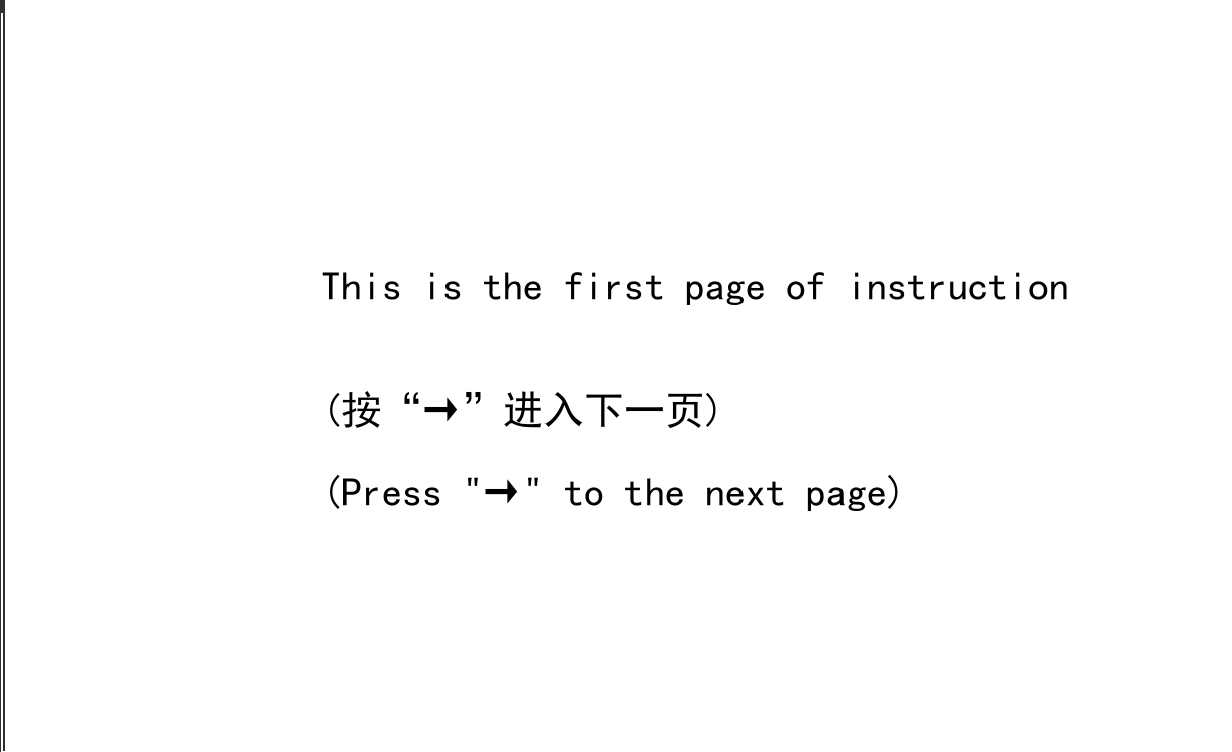 This is the first page of instruction
(按“→”进入下一页)
(Press "→" to the next page)